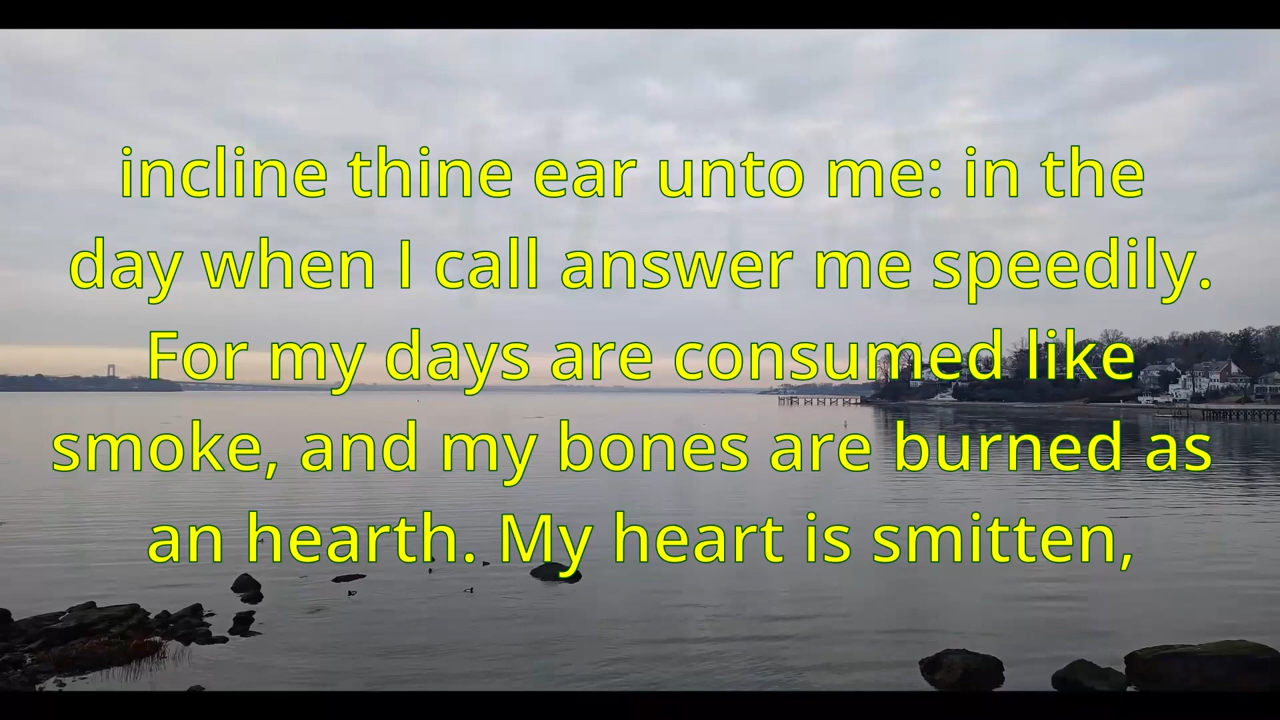 incline thine ear unto me: in the
day when I call answer me speedily.
For my days are consumed like
smoke, and my bones are burned as
an hearth. My heart is smitten,